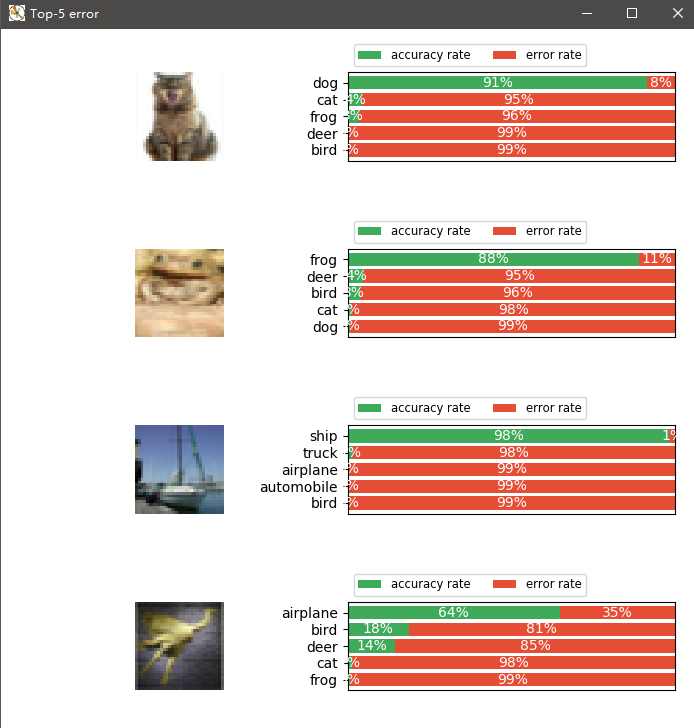 Top-5 error
accuracy rate error rate
dog 91% 8%
cat 4% 95%
frog % 96%
deer % 99%
bird % 99%
accuracy rate error rate
frog 88% 11%
deer 4% 95%
bird % 96%
cat % 98%
dog % 99%
accuracy rate error rate
ship 98% 1%
truck % 98%
airplane % 99%
automobile % 99%
bird % 99%
accuracy rate error rate
airplane 64% 35%
bird 18% 81%
deer 14% 85%
cat % 98%
frog % 99%